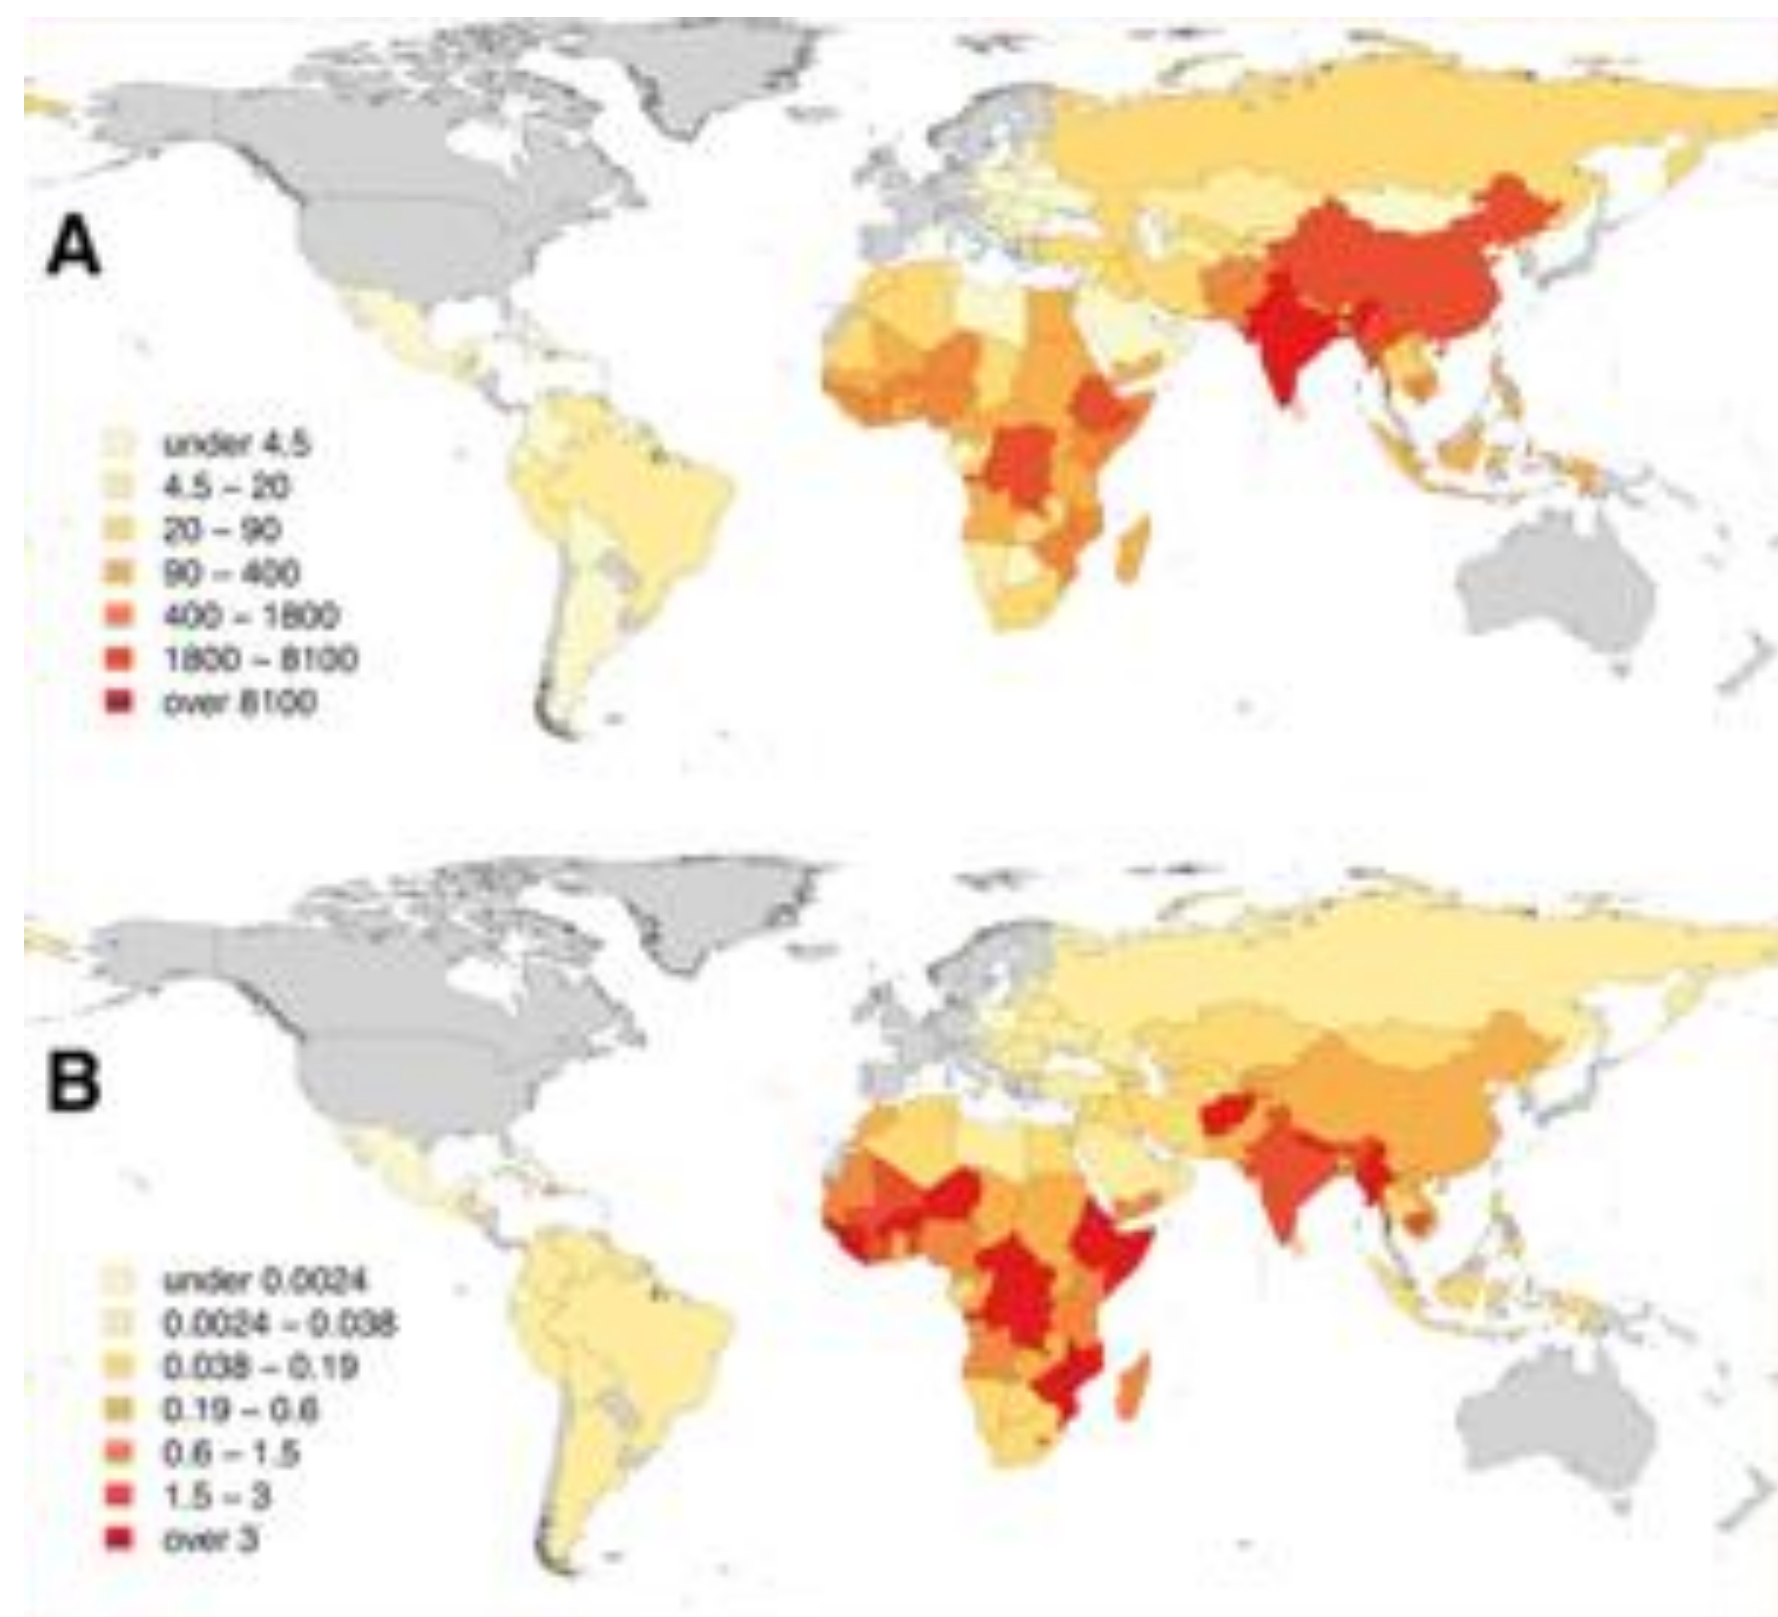 A
under 4.5
4.5 – 20
20 – 90
90 – 400
400 – 1800
1800 – 8100
over 8100
B
under 0.0024
0.0024 – 0.038
0.038 – 0.19
0.19 – 0.6
0.6 – 1.5
1.5 – 3
over 3